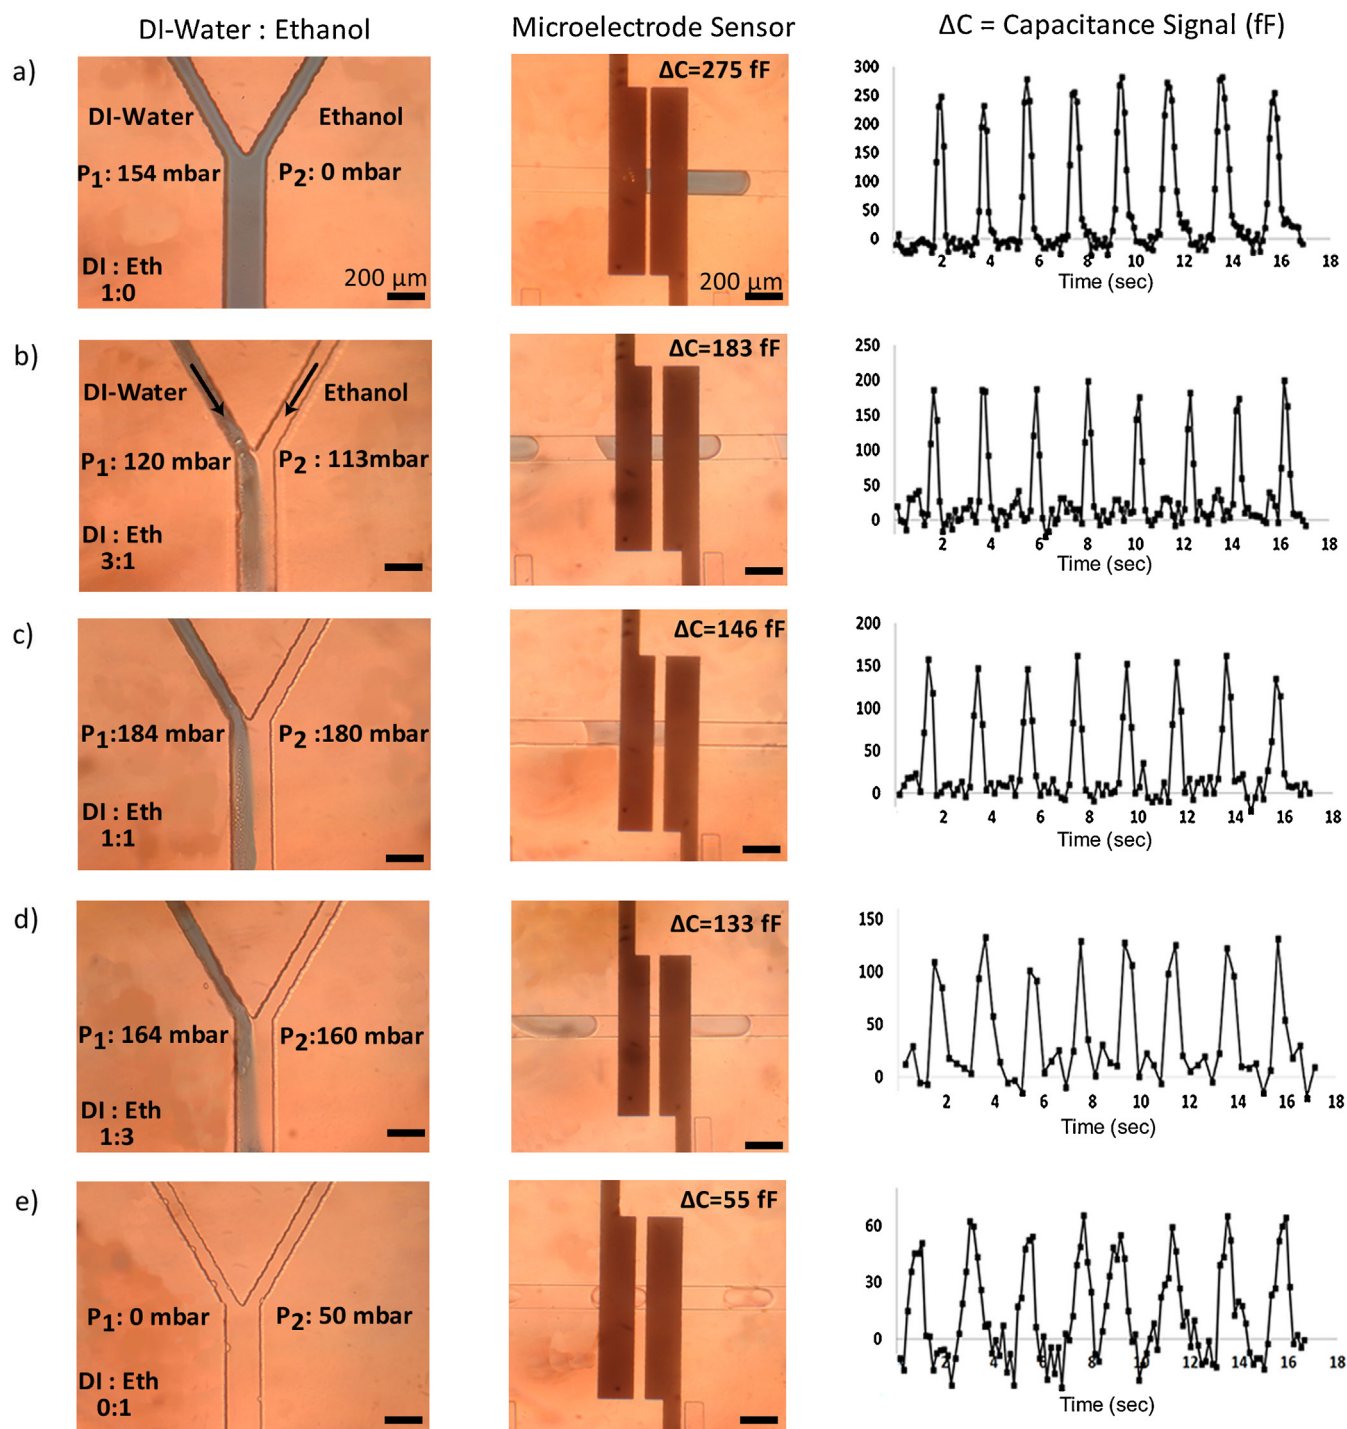 DI-Water : Ethanol
Microelectrode Sensor
ΔC = Capacitance Signal (fF)
a)
DI-Water
Ethanol
P1: 154 mbar
P2: 0 mbar
DI : Eth
1:0
200 µm
ΔC=275 fF
200 µm
300
250
200
150
100
50
0
2 4 6 8 10 12 14 16 18
Time (sec)
b)
DI-Water
Ethanol
P1: 120 mbar
P2 : 113mbar
DI : Eth
3:1
ΔC=183 fF
250
200
150
100
50
0
2 4 6 8 10 12 14 16 18
Time (sec)
c)
P1:184 mbar
P2 :180 mbar
DI : Eth
1:1
ΔC=146 fF
200
150
100
50
0
2 4 6 8 10 12 14 16 18
Time (sec)
d)
P1: 164 mbar
P2:160 mbar
DI : Eth
1:3
ΔC=133 fF
150
100
50
0
2 4 6 8 10 12 14 16 18
Time (sec)
e)
P1: 0 mbar
P2: 50 mbar
DI : Eth
0:1
ΔC=55 fF
60
30
0
2 4 6 8 10 12 14 16 18
Time (sec)